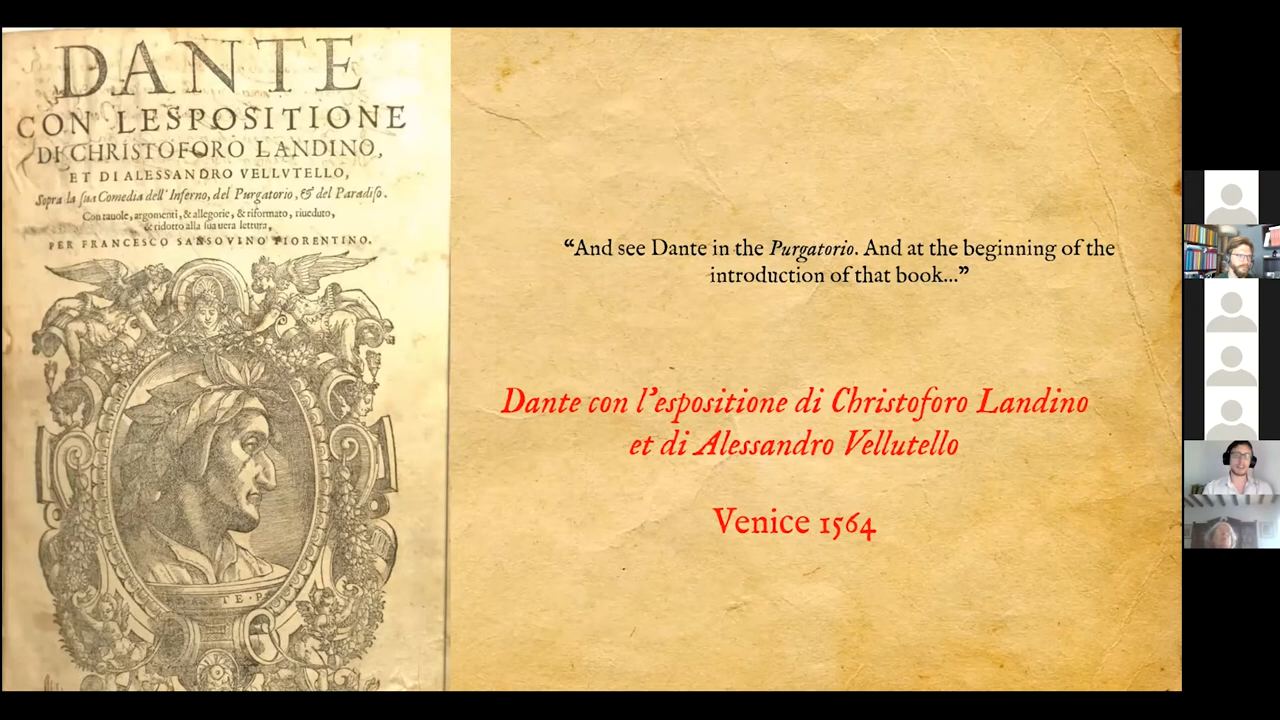 DANTE
CON LESPOSITIONE
DI CHRISTOFORO LANDINO,
ET DI ALESSANDRO VELLVTELLO,
Sopra la sua Comedia dell'Inferno, del Purgatorio, & del Paradiso.
Con tauole, argomenti, & allegorie, & riformato, riueduto,
& ridotto alla sua uera lettura,
PER FRANCESCO SANSOVINO FIORENTINO.
DANTE · P
“And see Dante in the Purgatorio. And at the beginning of the
introduction of that book...”
Dante con l'espositione di Christoforo Landino
et di Alessandro Vellutello
Venice 1564